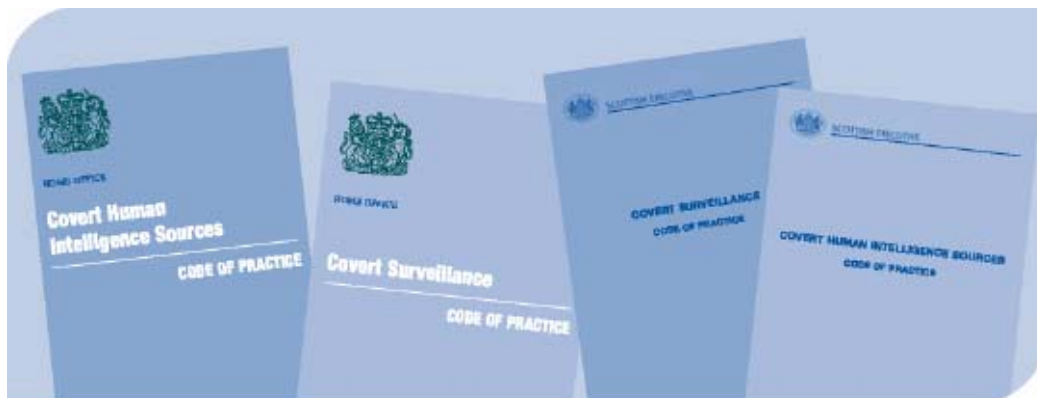 HOME OFFICE
Covert Human
Intelligence Sources
CODE OF PRACTICE
HOME OFFICE
Covert Surveillance
CODE OF PRACTICE
SCOTTISH EXECUTIVE
COVERT SURVEILLANCE
CODE OF PRACTICE
SCOTTISH EXECUTIVE
COVERT HUMAN INTELLIGENCE SOURCES
CODE OF PRACTICE